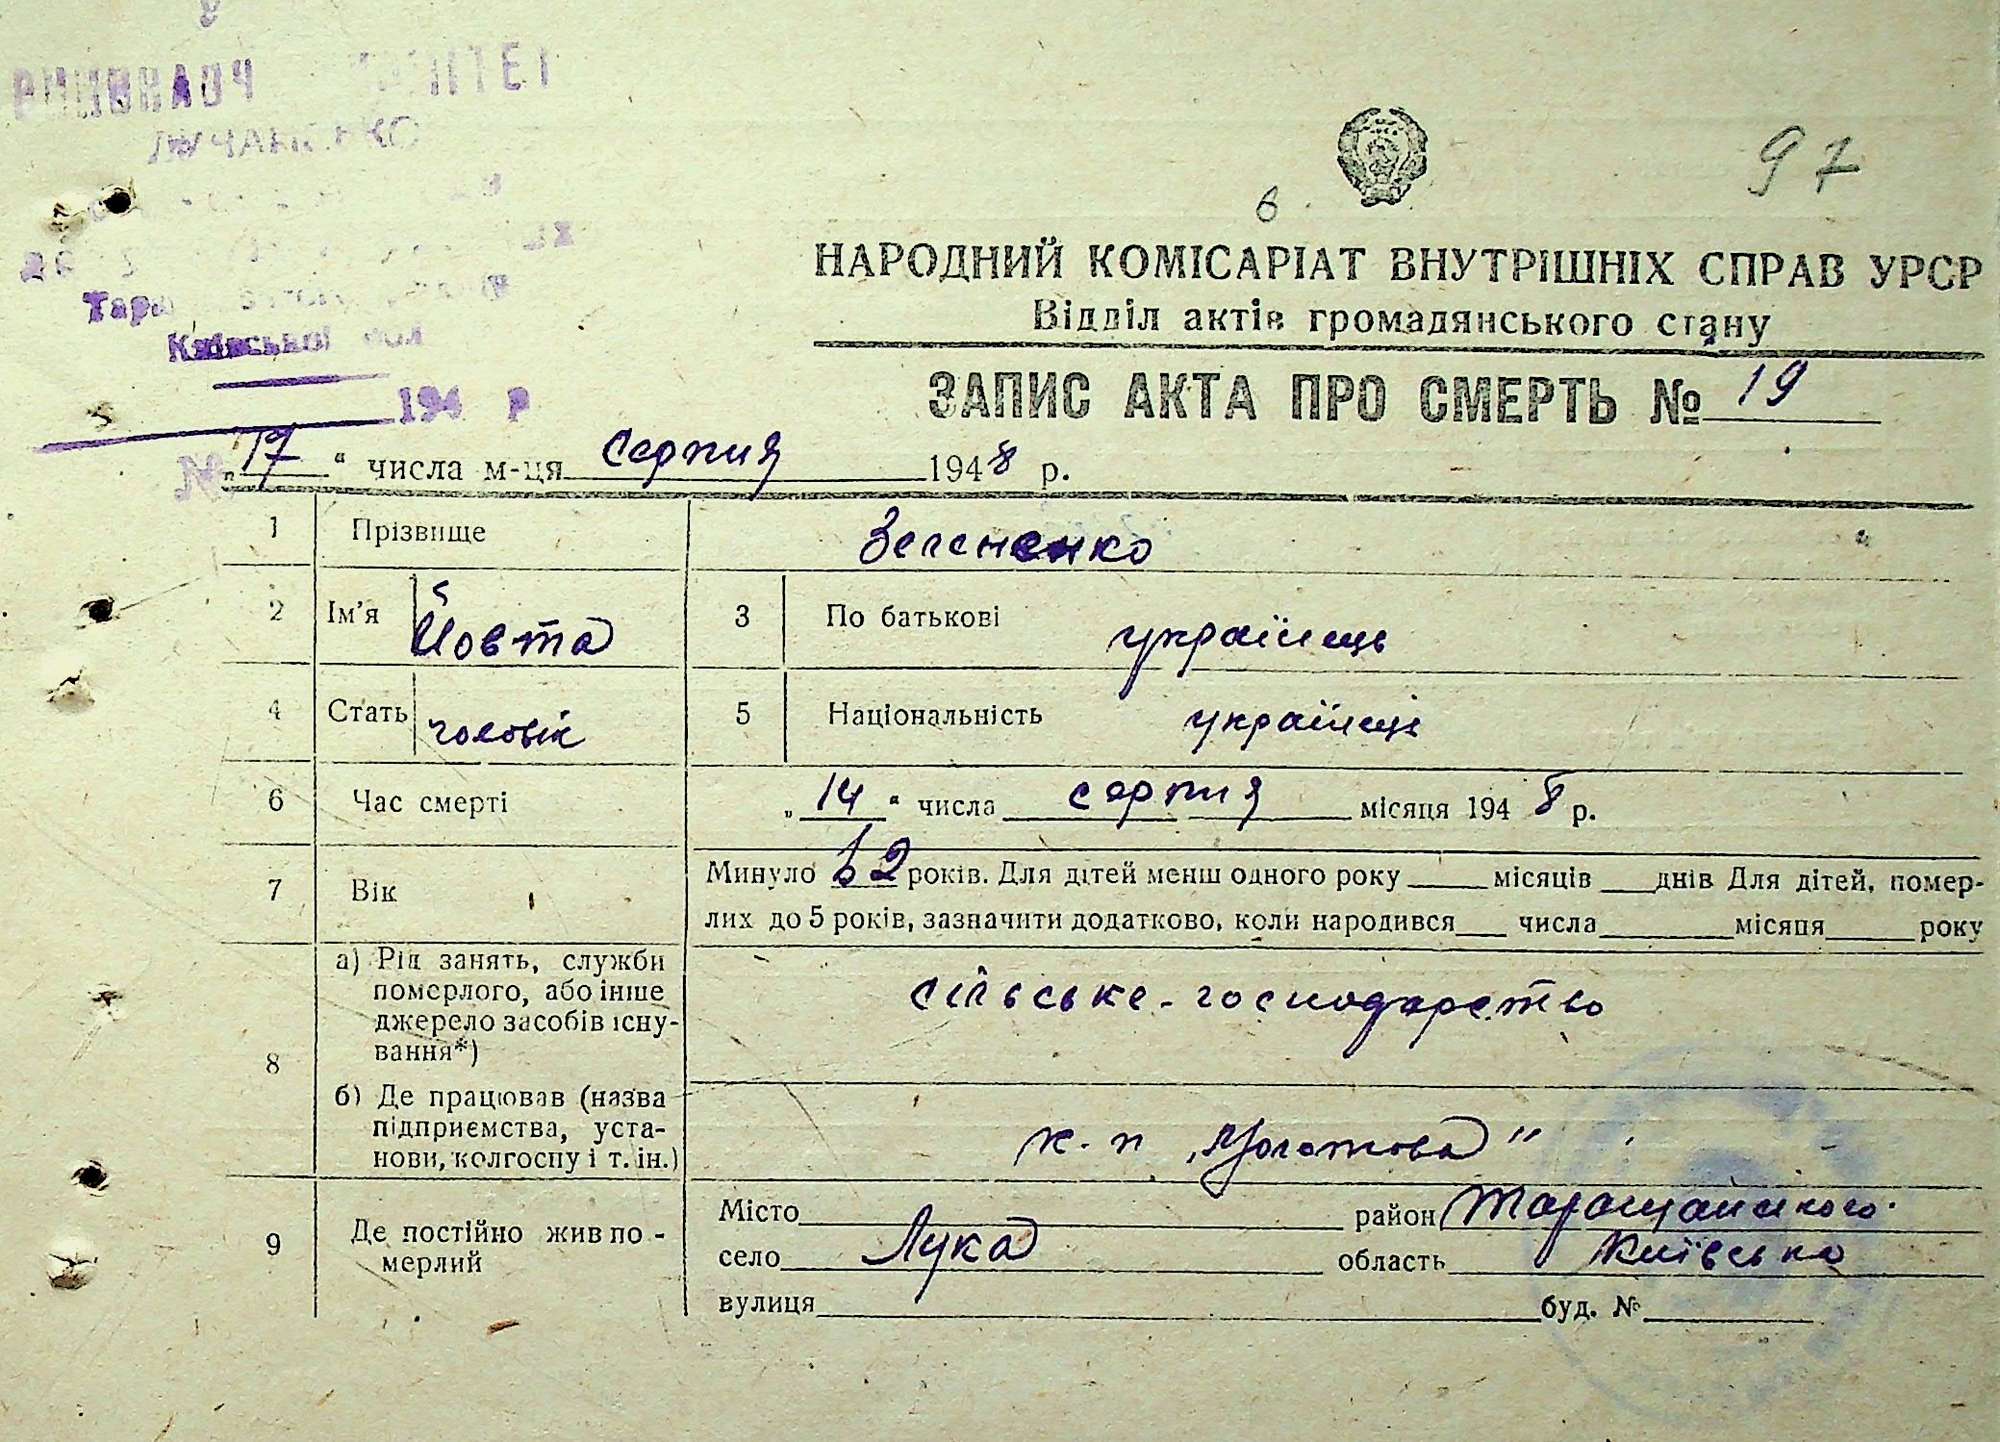 97
6
НАРОДНИЙ КОМІСАРІАТ ВНУТРІШНІХ СПРАВ УРСР
Відділ актів громадянського стану
ЗАПИС АКТА ПРО СМЕРТЬ № 19
Київської обл
194 р
№
„17“ числа м-ця серпня 1948 р.
1 Прізвище
2 Ім'я Йовта 3 По батькові українець
4 Стать чоловік 5 Національність українець
6 Час смерті „14“ числа серпня місяця 1948 р.
7 Вік Минуло 62 років. Для дітей менш одного року місяців днів Для дітей, помер-
лих до 5 років, зазначити додатково, коли народився числа місяця року
8 а) Рід занять, служби
померлого, або інше
джерело засобів існу-
вання*)
сільське-господарство
б) Де працював (назва
підприємства, уста-
нови, колгоспу і т. ін.)
к-п
9 Де постійно жив по-
мерлий
Місто район Таращанського
село Лука область Київська
вулиця буд. №